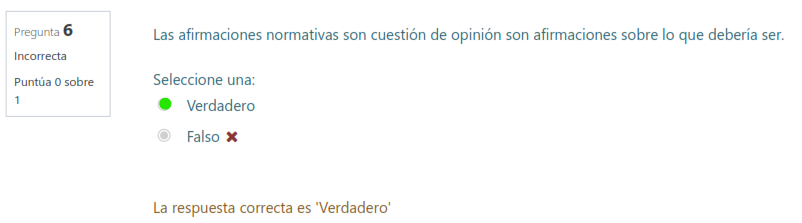 Pregunta 6
Incorrecta
Puntúa 0 sobre
1
Las afirmaciones normativas son cuestión de opinión son afirmaciones sobre lo que debería ser.
Seleccione una:
Verdadero
Falso ✖
La respuesta correcta es 'Verdadero'